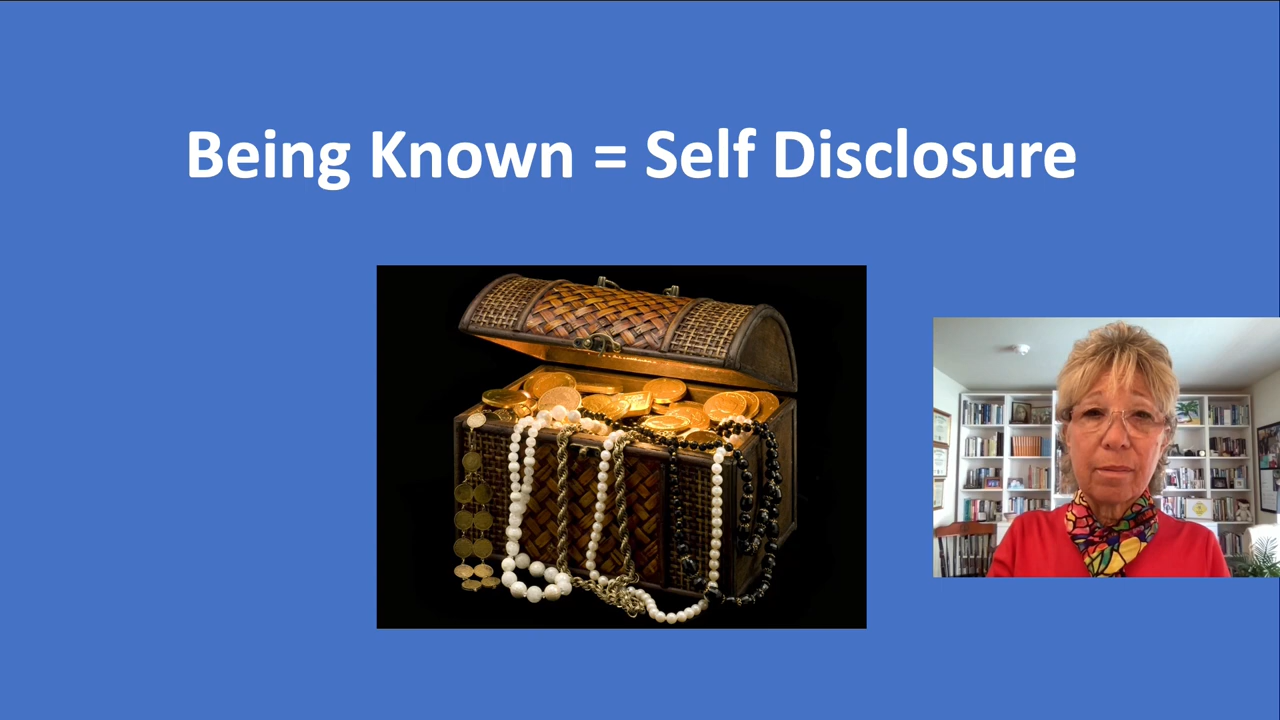 Being Known = Self Disclosure